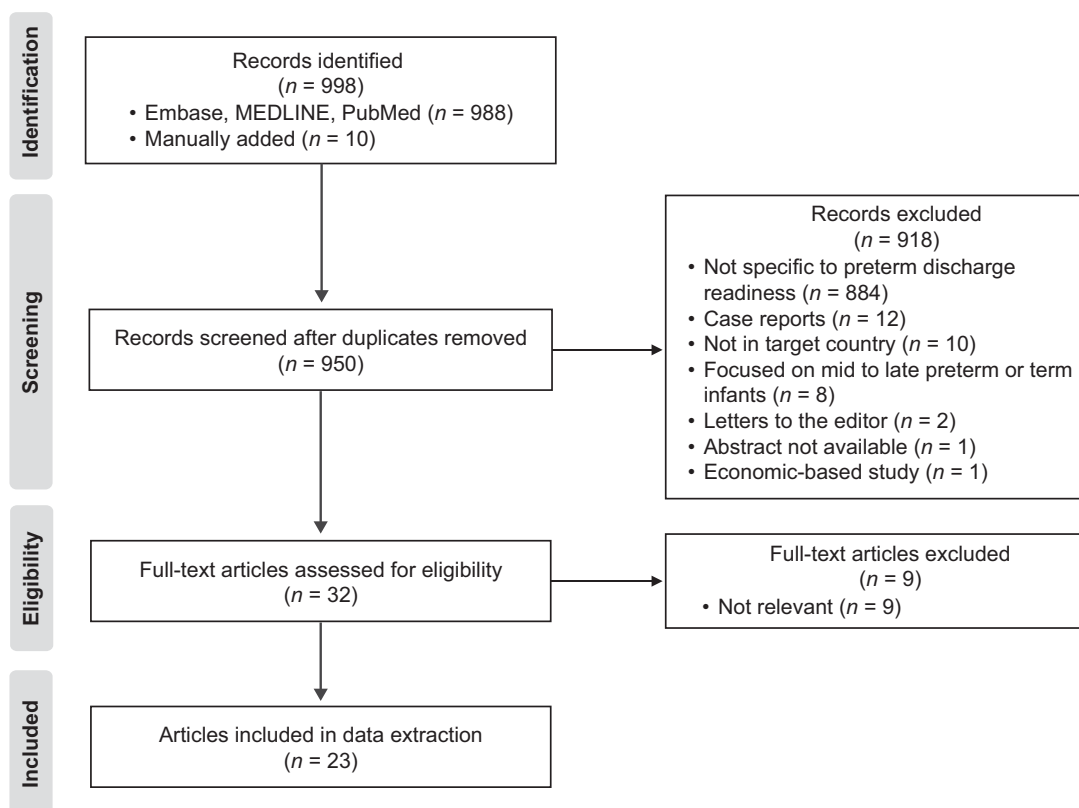 Identification
Records identified
(n = 998)
• Embase, MEDLINE, PubMed (n = 988)
• Manually added (n = 10)
Screening
Records excluded
(n = 918)
• Not specific to preterm discharge
readiness (n = 884)
• Case reports (n = 12)
• Not in target country (n = 10)
• Focused on mid to late preterm or term
infants (n = 8)
• Letters to the editor (n = 2)
• Abstract not available (n = 1)
• Economic-based study (n = 1)
Records screened after duplicates removed
(n = 950)
Eligibility
Full-text articles assessed for eligibility
(n = 32)
Full-text articles excluded
(n = 9)
• Not relevant (n = 9)
Included
Articles included in data extraction
(n = 23)